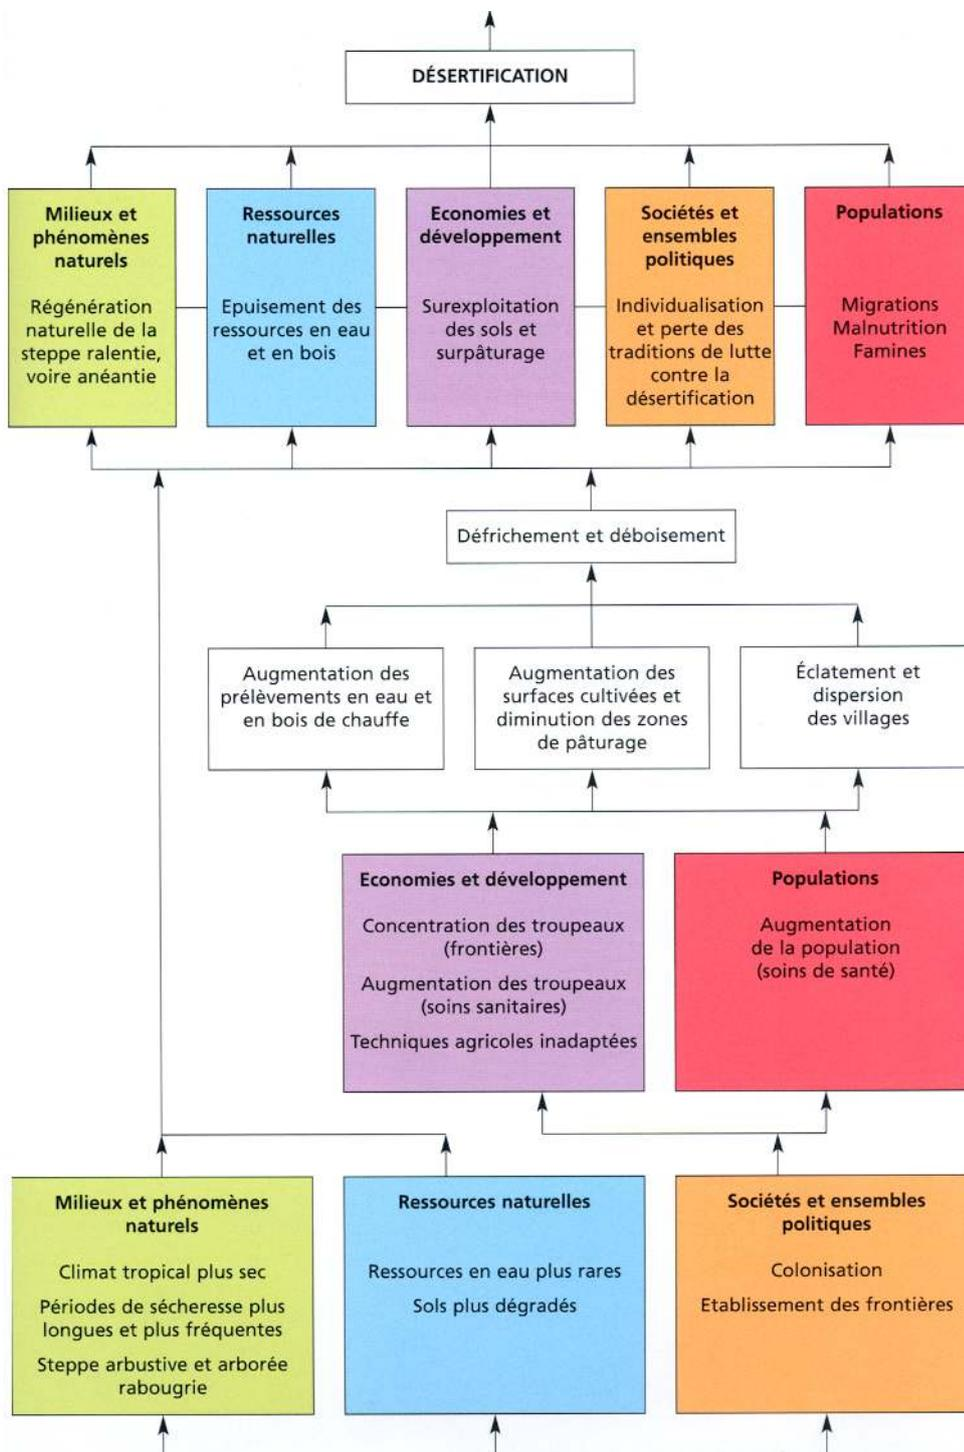 DÉSERTIFICATION
Milieux et
phénomènes
naturels
Régénération
naturelle de la
steppe ralentie,
voire anéantie
Ressources
naturelles
Epuisement des
ressources en eau
et en bois
Economies et
développement
Surexploitation
des sols et
surpâturage
Sociétés et
ensembles
politiques
Individualisation
et perte des
traditions de lutte
contre la
désertification
Populations
Migrations
Malnutrition
Famines
Défrichement et déboisement
Augmentation des
prélèvements en eau et
en bois de chauffe
Augmentation des
surfaces cultivées et
diminution des zones
de pâturage
Éclatement et
dispersion
des villages
Economies et développement
Concentration des troupeaux
(frontières)
Augmentation des troupeaux
(soins sanitaires)
Techniques agricoles inadaptées
Populations
Augmentation
de la population
(soins de santé)
Milieux et phénomènes
naturels
Climat tropical plus sec
Périodes de sécheresse plus
longues et plus fréquentes
Steppe arbustive et arborée
rabougrie
Ressources naturelles
Ressources en eau plus rares
Sols plus dégradés
Sociétés et ensembles
politiques
Colonisation
Etablissement des frontières